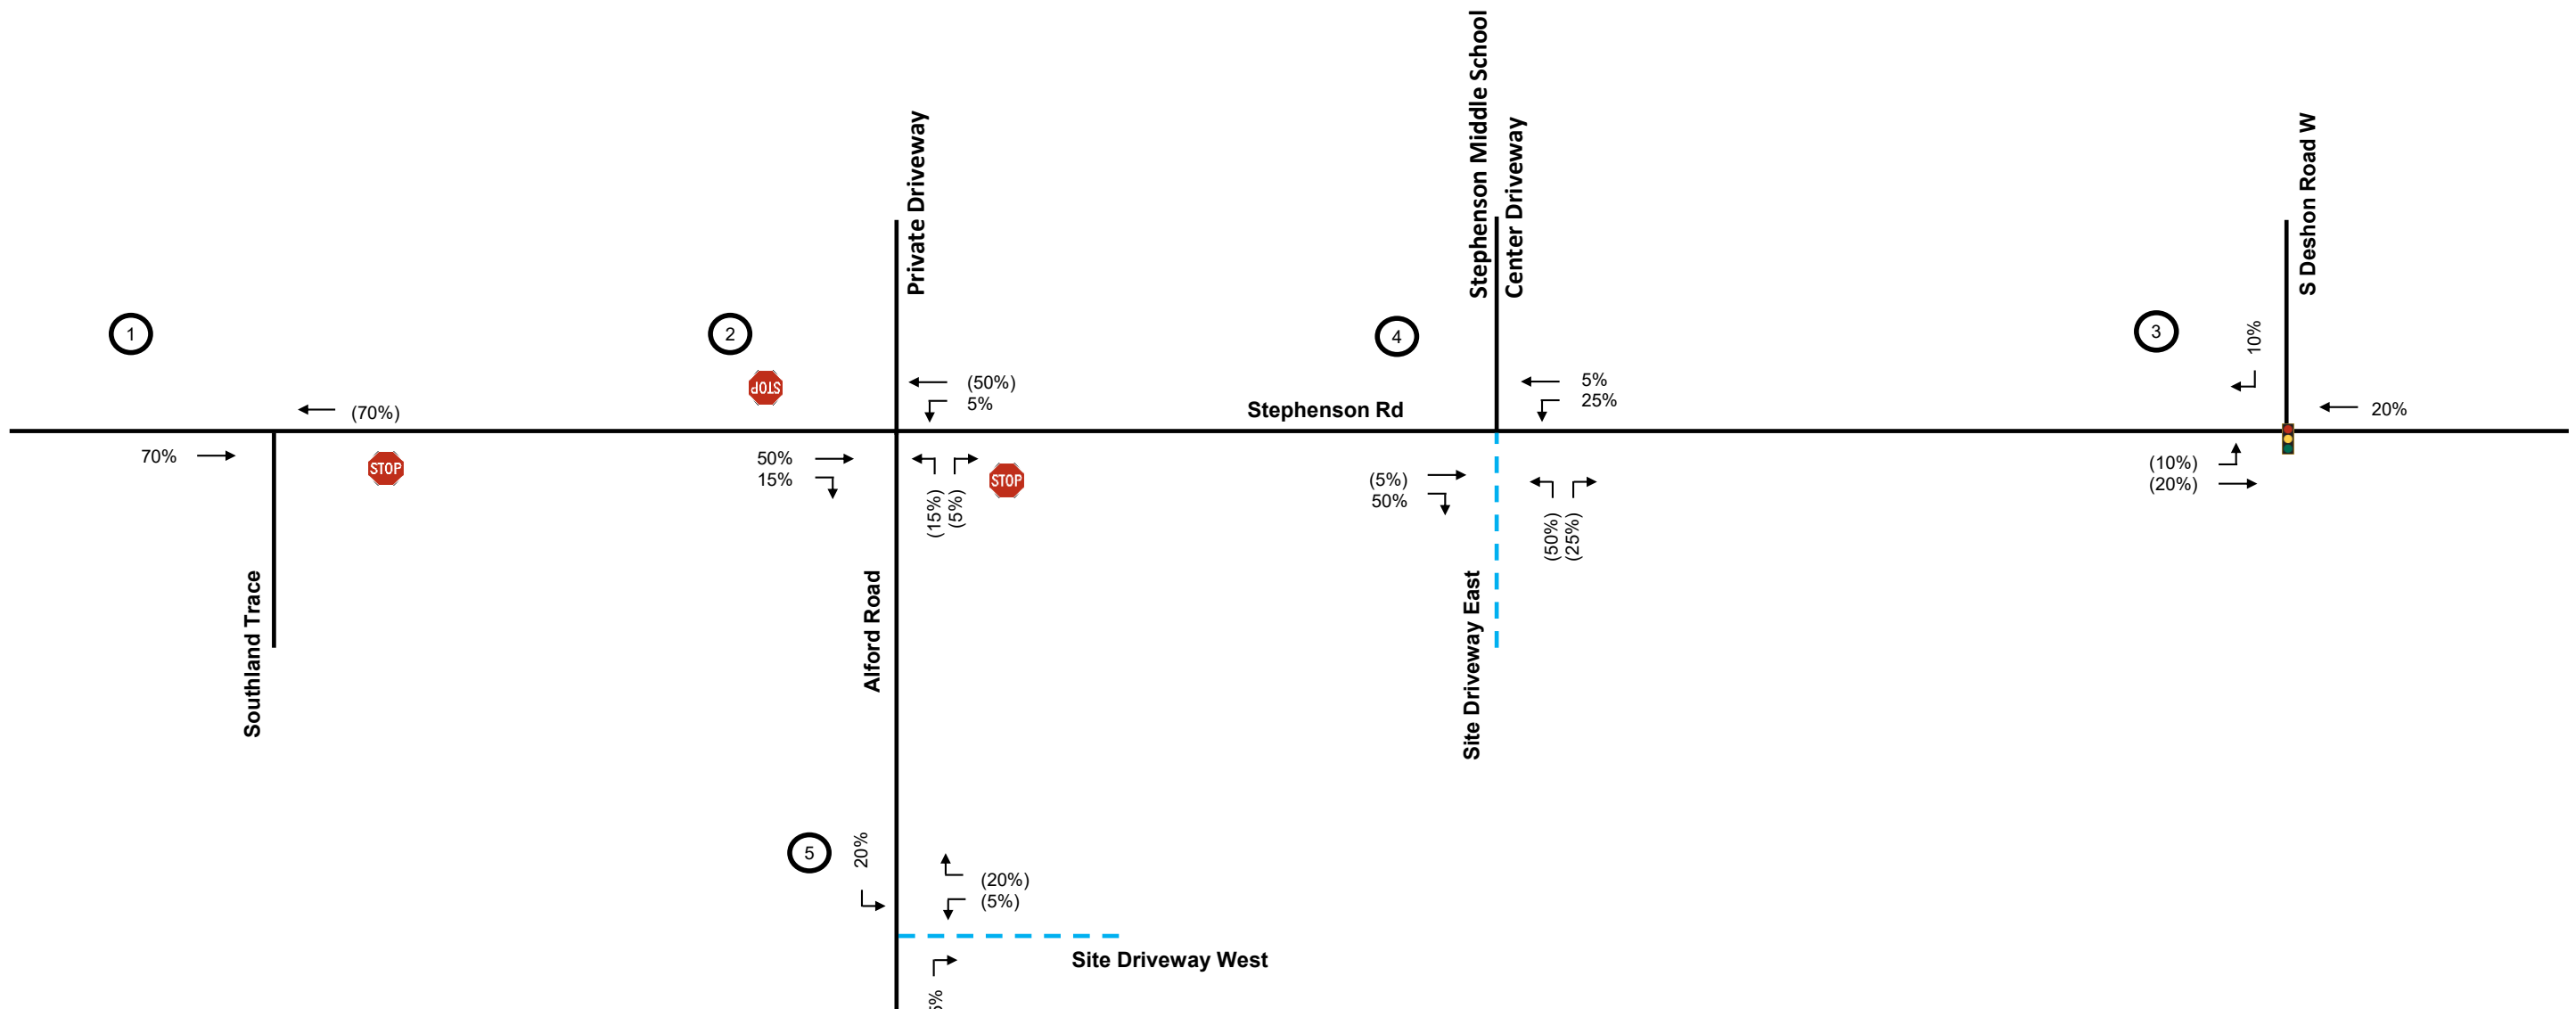 Stephenson Middle School
Center Driveway
Private Driveway
S Deshon Road W
1
2
4
3
STOP
10%
(50%)
5%
5%
25%
(70%)
Stephenson Rd
20%
70%
STOP
50%
15%
STOP
(15%)
(5%)
(5%)
50%
(50%)
(25%)
(10%)
(20%)
Southland Trace
Alford Road
Site Driveway East
5
20%
(20%)
(5%)
Site Driveway West